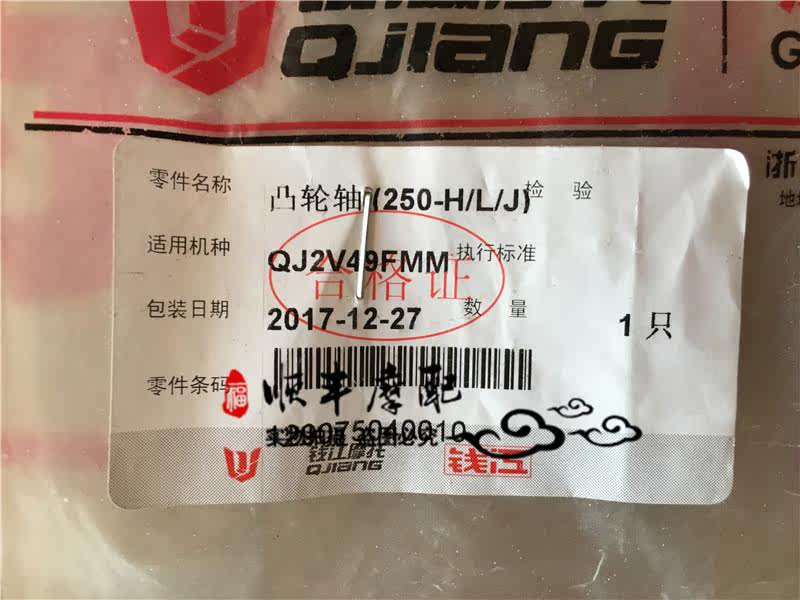 QJIANG
G
浙
零件名称 凸轮轴(250-H/L/J) 检 验
适用机种 QJ2V49FMM 执行标准
合格证
包装日期 2017-12-27 数 量 1 只
零件条码
福 顺丰摩配
钱江摩托
QJIANG
钱江